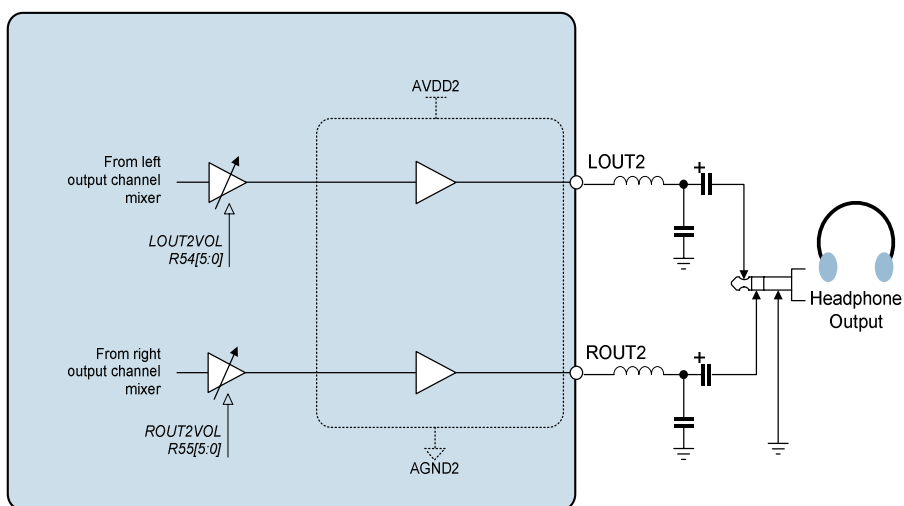 AVDD2
From left
output channel
mixer
LOUT2VOL
R54[5:0]
LOUT2
+
Headphone
Output
From right
output channel
mixer
ROUT2VOL
R55[5:0]
ROUT2
+
AGND2